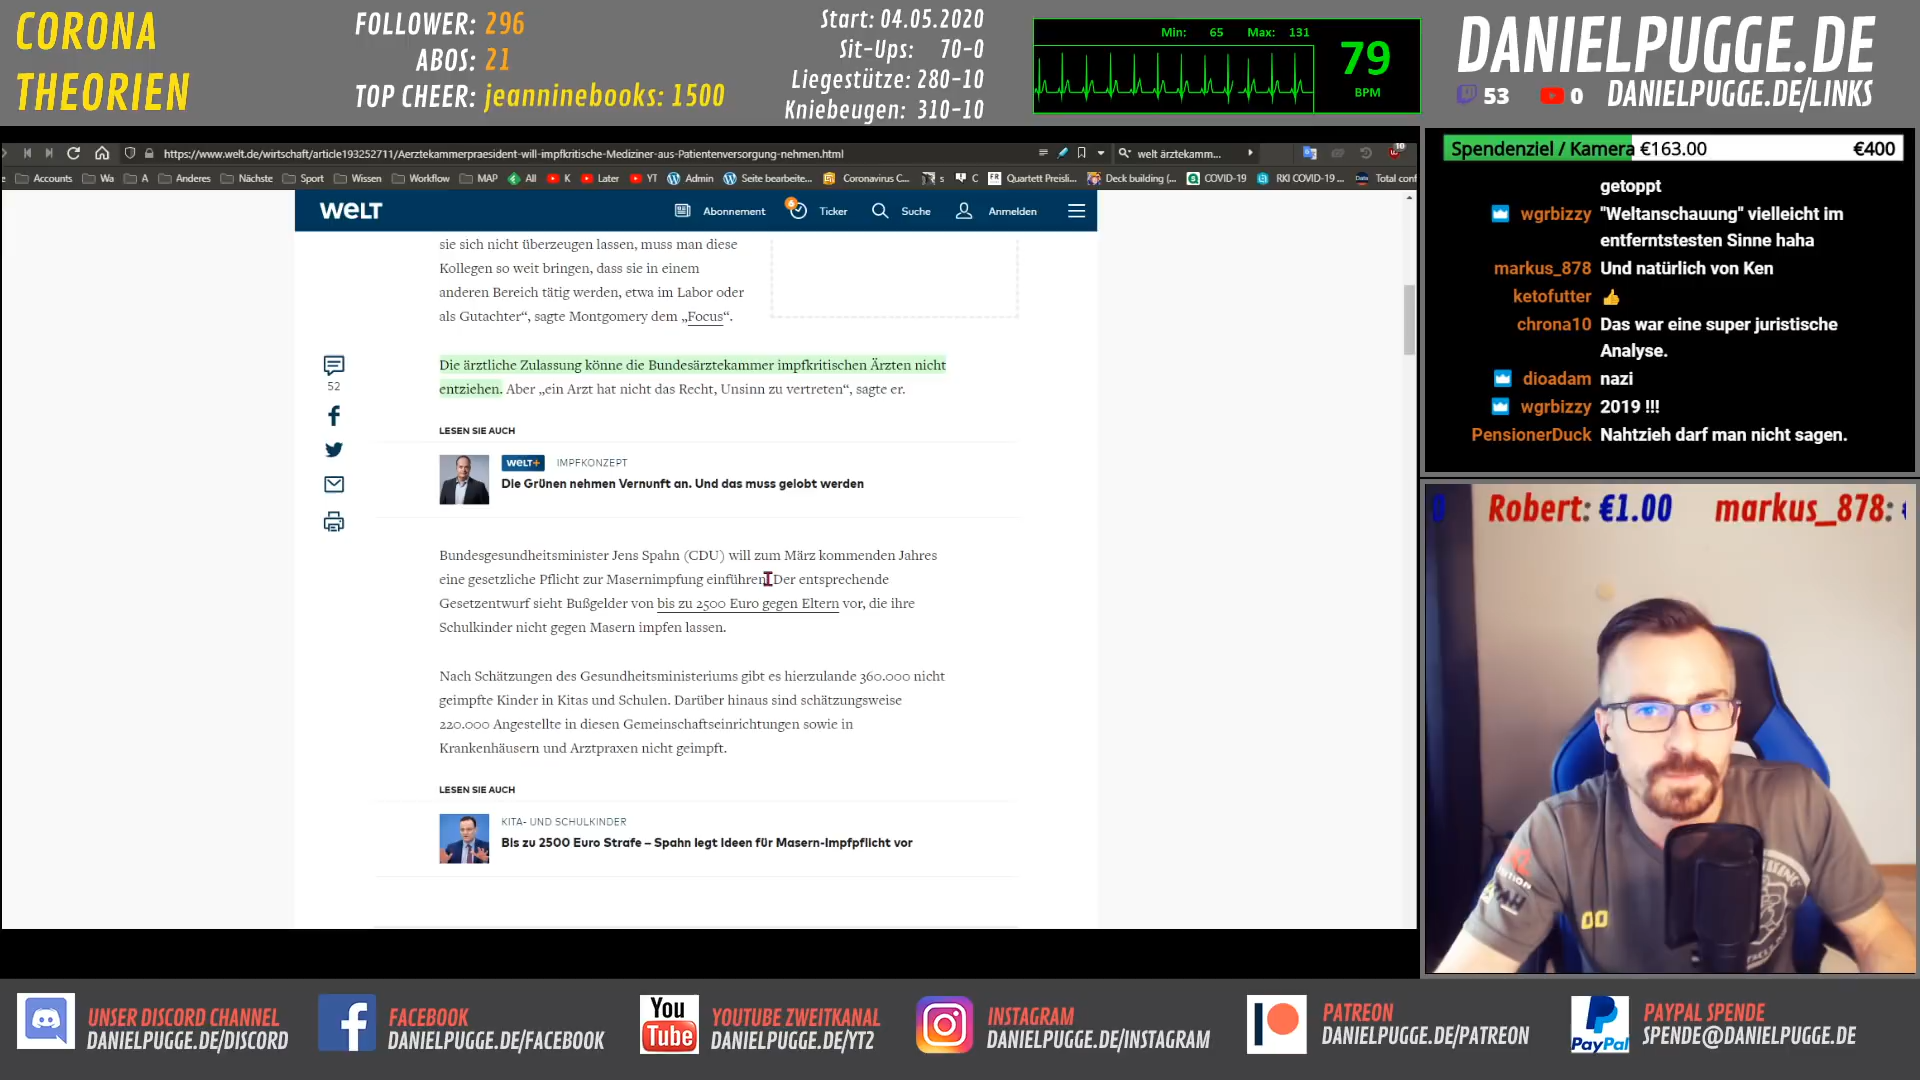 CORONA
THEORIEN
FOLLOWER: 296
ABOS: 21
TOP CHEER: jeanninebooks: 1500
Start: 04.05.2020
Sit-Ups: 70-0
Liegestütze: 280-10
Kniebeugen: 310-10
Min: 65 Max: 131
79
BPM
DANIELPUGGE.DE
53 0 DANIELPUGGE.DE/LINKS
https://www.welt.de/wirtschaft/article193252711/Aerztekammerpraesident-will-impfkritische-Mediziner-aus-Patientenversorgung-nehmen.html
welt ärztekamm...
10
Accounts Wa A Anderes Nächste Sport Wissen Workflow MAP All K Later YT Admin Seite bearbeite... Coronavirus C... s C Quartett Preisli... Deck building (... COVID-19 RKI COVID-19 ... Total conf
WELT
Abonnement 6 Ticker Suche Anmelden
sie sich nicht überzeugen lassen, muss man diese
Kollegen so weit bringen, dass sie in einem
anderen Bereich tätig werden, etwa im Labor oder
als Gutachter“, sagte Montgomery dem „Focus“.
Die ärztliche Zulassung könne die Bundesärztekammer impfkritischen Ärzten nicht
entziehen. Aber „ein Arzt hat nicht das Recht, Unsinn zu vertreten“, sagte er.
52
LESEN SIE AUCH
WELT+ IMPFKONZEPT
Die Grünen nehmen Vernunft an. Und das muss gelobt werden
Bundesgesundheitsminister Jens Spahn (CDU) will zum März kommenden Jahres
eine gesetzliche Pflicht zur Masernimpfung einführen. Der entsprechende
Gesetzentwurf sieht Bußgelder von bis zu 2500 Euro gegen Eltern vor, die ihre
Schulkinder nicht gegen Masern impfen lassen.
Nach Schätzungen des Gesundheitsministeriums gibt es hierzulande 360.000 nicht
geimpfte Kinder in Kitas und Schulen. Darüber hinaus sind schätzungsweise
220.000 Angestellte in diesen Gemeinschaftseinrichtungen sowie in
Krankenhäusern und Arztpraxen nicht geimpft.
LESEN SIE AUCH
KITA- UND SCHULKINDER
Bis zu 2500 Euro Strafe – Spahn legt Ideen für Masern-Impfpflicht vor
Spendenziel / Kamera €163.00 €400
getoppt
wgrbizzy "Weltanschauung" vielleicht im
entferntstesten Sinne haha
markus_878 Und natürlich von Ken
ketofutter 👍
chrona10 Das war eine super juristische
Analyse.
dioadam nazi
wgrbizzy 2019 !!!
PensionerDuck Nahtzieh darf man nicht sagen.
Robert: €1.00 markus_878:
UNSER DISCORD CHANNEL
DANIELPUGGE.DE/DISCORD
FACEBOOK
DANIELPUGGE.DE/FACEBOOK
You
Tube
YOUTUBE ZWEITKANAL
DANIELPUGGE.DE/YT2
INSTAGRAM
DANIELPUGGE.DE/INSTAGRAM
PATREON
DANIELPUGGE.DE/PATREON
PayPal
PAYPAL SPENDE
SPENDE@DANIELPUGGE.DE